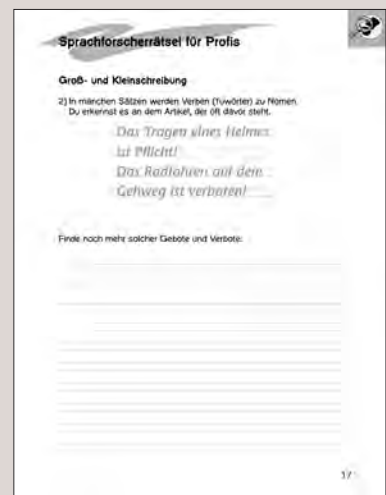 Sprachforscherrätsel für Profis
Groß- und Kleinschreibung
2) In manchen Sätzen werden Verben (Tuwörter) zu Nomen.
Du erkennst es an dem Artikel, der oft davor steht.
Das Tragen eines Helmes
ist Pflicht!
Das Radfahren auf dem
Gehweg ist verboten!
Finde noch mehr solcher Gebote und Verbote:
17